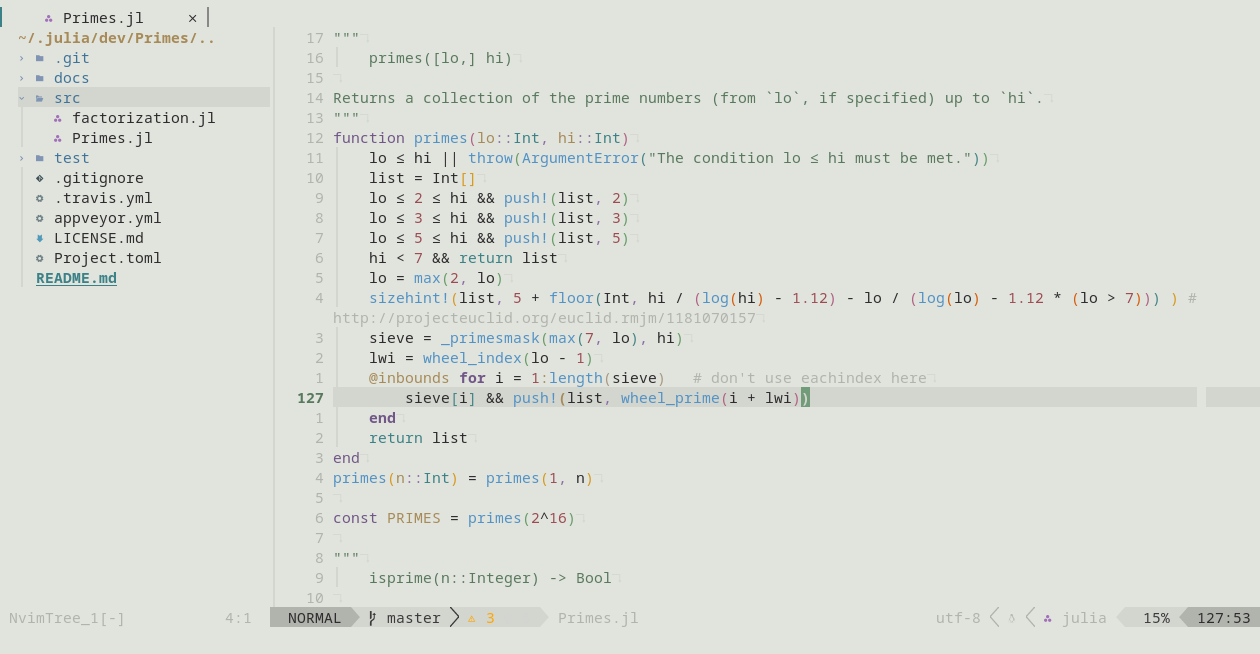 Primes.jl ✕
~/.julia/dev/Primes/..
.git
docs
src
factorization.jl
Primes.jl
test
.gitignore
.travis.yml
appveyor.yml
LICENSE.md
Project.toml
README.md
17 """
16     primes([lo,] hi)
15
14 Returns a collection of the prime numbers (from `lo`, if specified) up to `hi`.
13 """
12 function primes(lo::Int, hi::Int)
11     lo ≤ hi || throw(ArgumentError("The condition lo ≤ hi must be met."))
10     list = Int[]
9     lo ≤ 2 ≤ hi && push!(list, 2)
8     lo ≤ 3 ≤ hi && push!(list, 3)
7     lo ≤ 5 ≤ hi && push!(list, 5)
6     hi < 7 && return list
5     lo = max(2, lo)
4     sizehint!(list, 5 + floor(Int, hi / (log(hi) - 1.12) - lo / (log(lo) - 1.12 * (lo > 7))) ) #
http://projecteuclid.org/euclid.rmjm/1181070157
3     sieve = _primesmask(max(7, lo), hi)
2     lwi = wheel_index(lo - 1)
1     @inbounds for i = 1:length(sieve)   # don't use eachindex here
127         sieve[i] && push!(list, wheel_prime(i + lwi))
1     end
2     return list
3 end
4 primes(n::Int) = primes(1, n)
5
6 const PRIMES = primes(2^16)
7
8 """
9     isprime(n::Integer) -> Bool
10
NvimTree_1[-] 4:1 NORMAL master ⚠ 3 Primes.jl utf-8 julia 15% 127:53